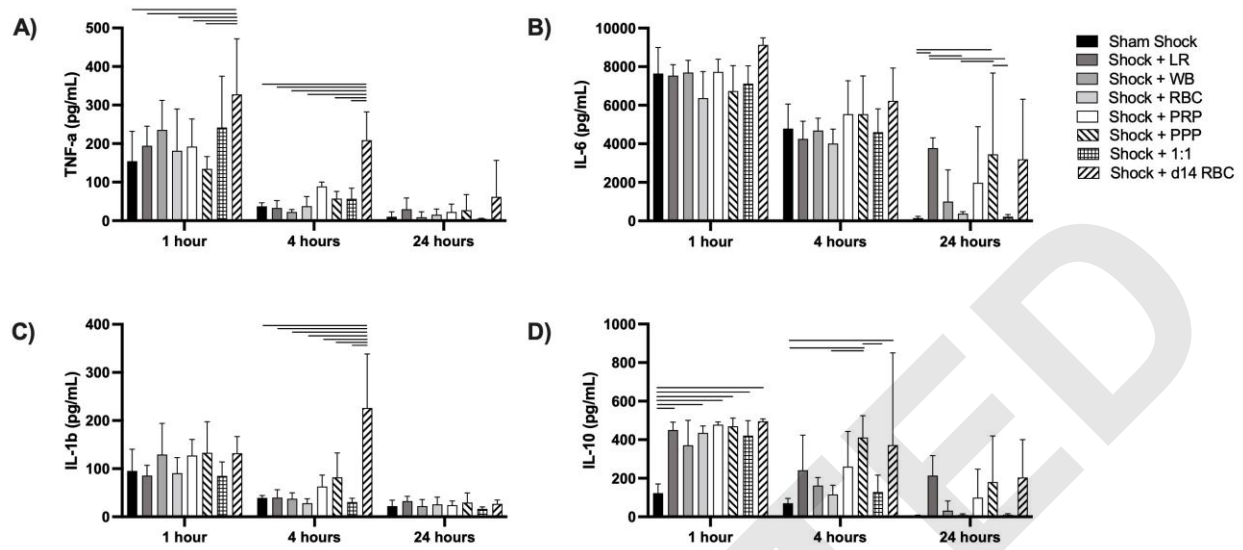 A)
TNF-a (pg/mL)
500
400
300
200
100
0
1 hour
4 hours
24 hours
B)
IL-6 (pg/mL)
10000
8000
6000
4000
2000
0
1 hour
4 hours
24 hours
Sham Shock
Shock + LR
Shock + WB
Shock + RBC
Shock + PRP
Shock + PPP
Shock + 1:1
Shock + d14 RBC
C)
IL-1b (pg/mL)
400
300
200
100
0
1 hour
4 hours
24 hours
D)
IL-10 (pg/mL)
1000
800
600
400
200
0
1 hour
4 hours
24 hours
TED